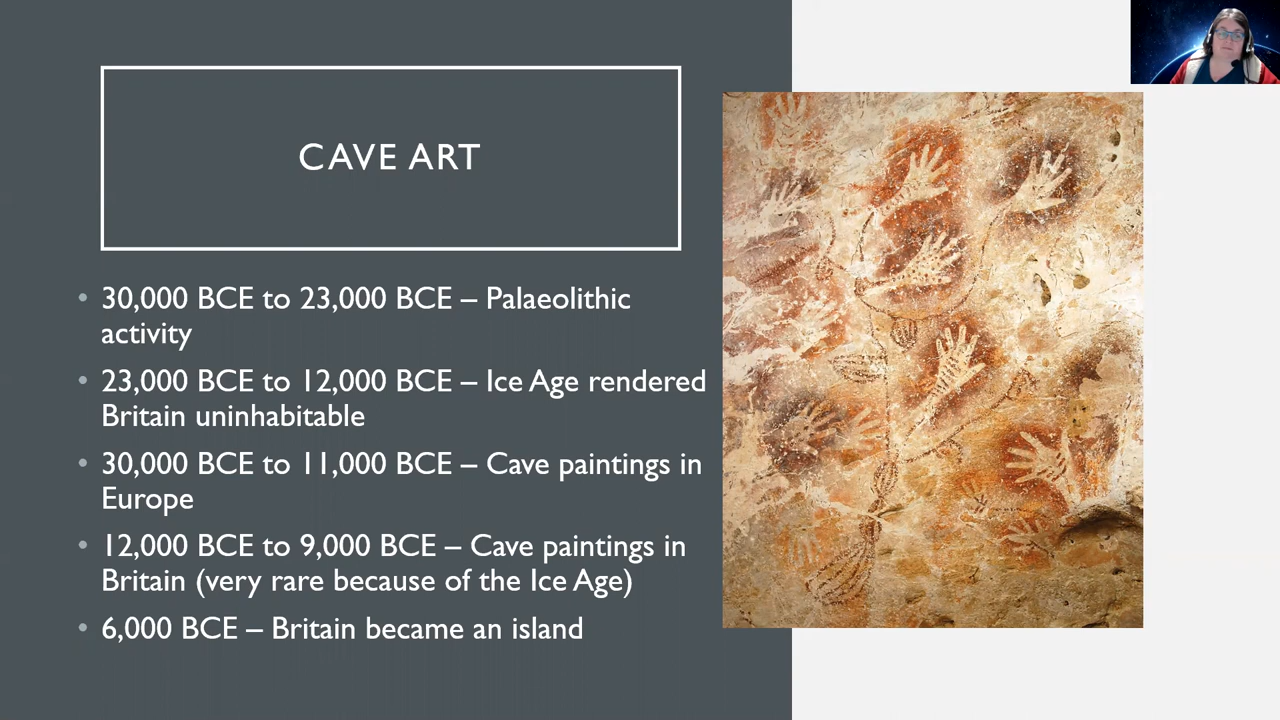 CAVE ART
• 30,000 BCE to 23,000 BCE – Palaeolithic
activity
• 23,000 BCE to 12,000 BCE – Ice Age rendered
Britain uninhabitable
• 30,000 BCE to 11,000 BCE – Cave paintings in
Europe
• 12,000 BCE to 9,000 BCE – Cave paintings in
Britain (very rare because of the Ice Age)
• 6,000 BCE – Britain became an island